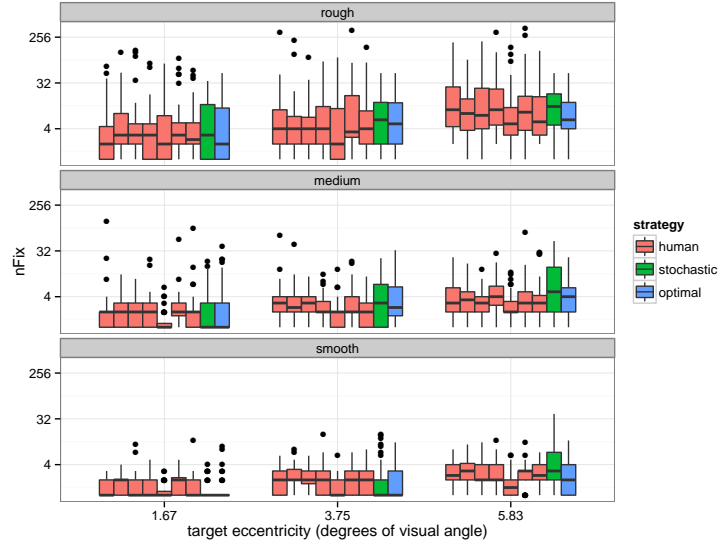 rough
256
32
4
medium
256
32
4
smooth
256
32
4
nFix
1.67
3.75
5.83
target eccentricity (degrees of visual angle)
strategy
human
stochastic
optimal